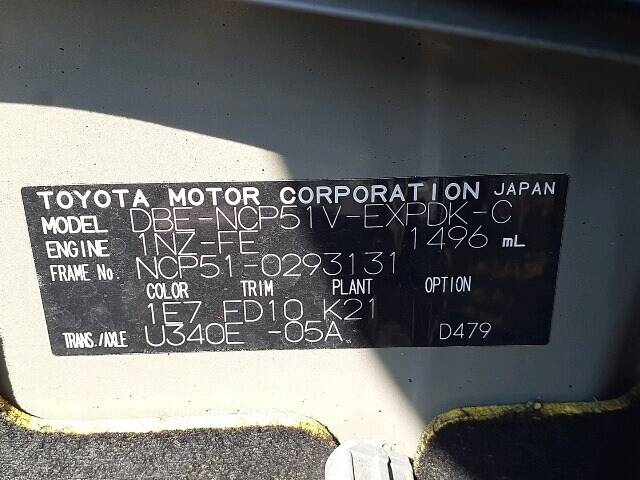 TOYOTA MOTOR CORPORATION JAPAN
MODEL DBE-NCP51V-EXPDK-C
ENGINE 1NZ-FE 1496 mL
FRAME No NCP51-0293131
COLOR TRIM PLANT OPTION
1E7 FD10 K21
TRANS./AXLE U340E -05A D479